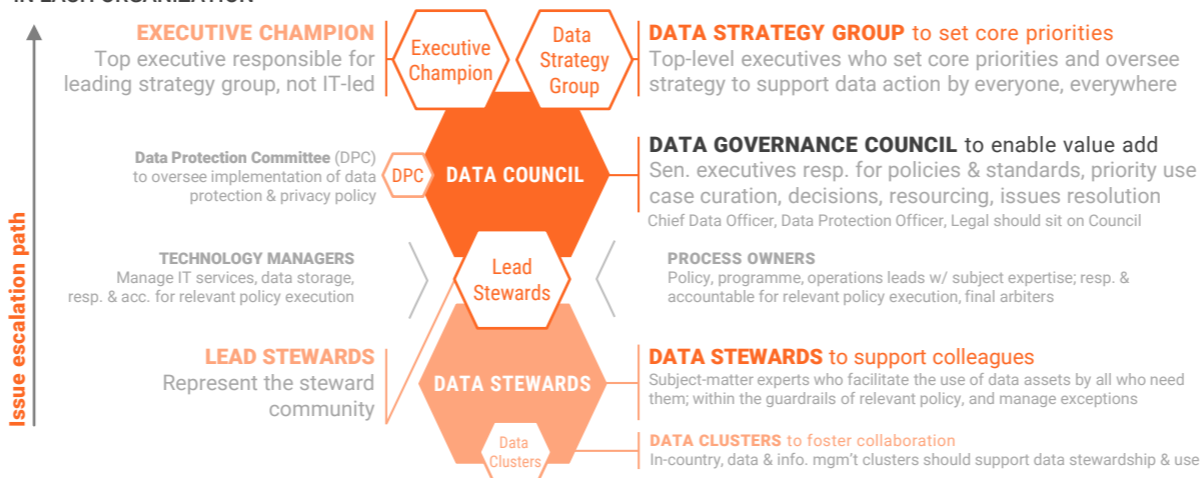 IN EACH ORGANIZATION
EXECUTIVE CHAMPION
Top executive responsible for
leading strategy group, not IT-led
Executive
Champion
Data
Strategy
Group
DATA STRATEGY GROUP to set core priorities
Top-level executives who set core priorities and oversee
strategy to support data action by everyone, everywhere
Data Protection Committee (DPC)
to oversee implementation of data
protection & privacy policy
DPC
DATA COUNCIL
DATA GOVERNANCE COUNCIL to enable value add
Sen. executives resp. for policies & standards, priority use
case curation, decisions, resourcing, issues resolution
Chief Data Officer, Data Protection Officer, Legal should sit on Council
TECHNOLOGY MANAGERS
Manage IT services, data storage,
resp. & acc. for relevant policy execution
Lead
Stewards
PROCESS OWNERS
Policy, programme, operations leads w/ subject expertise; resp. &
accountable for relevant policy execution, final arbiters
LEAD STEWARDS
Represent the steward
community
DATA STEWARDS
DATA STEWARDS to support colleagues
Subject-matter experts who facilitate the use of data assets by all who need
them; within the guardrails of relevant policy, and manage exceptions
Data
Clusters
DATA CLUSTERS to foster collaboration
In-country, data & info. mgm't clusters should support data stewardship & use
Issue escalation path